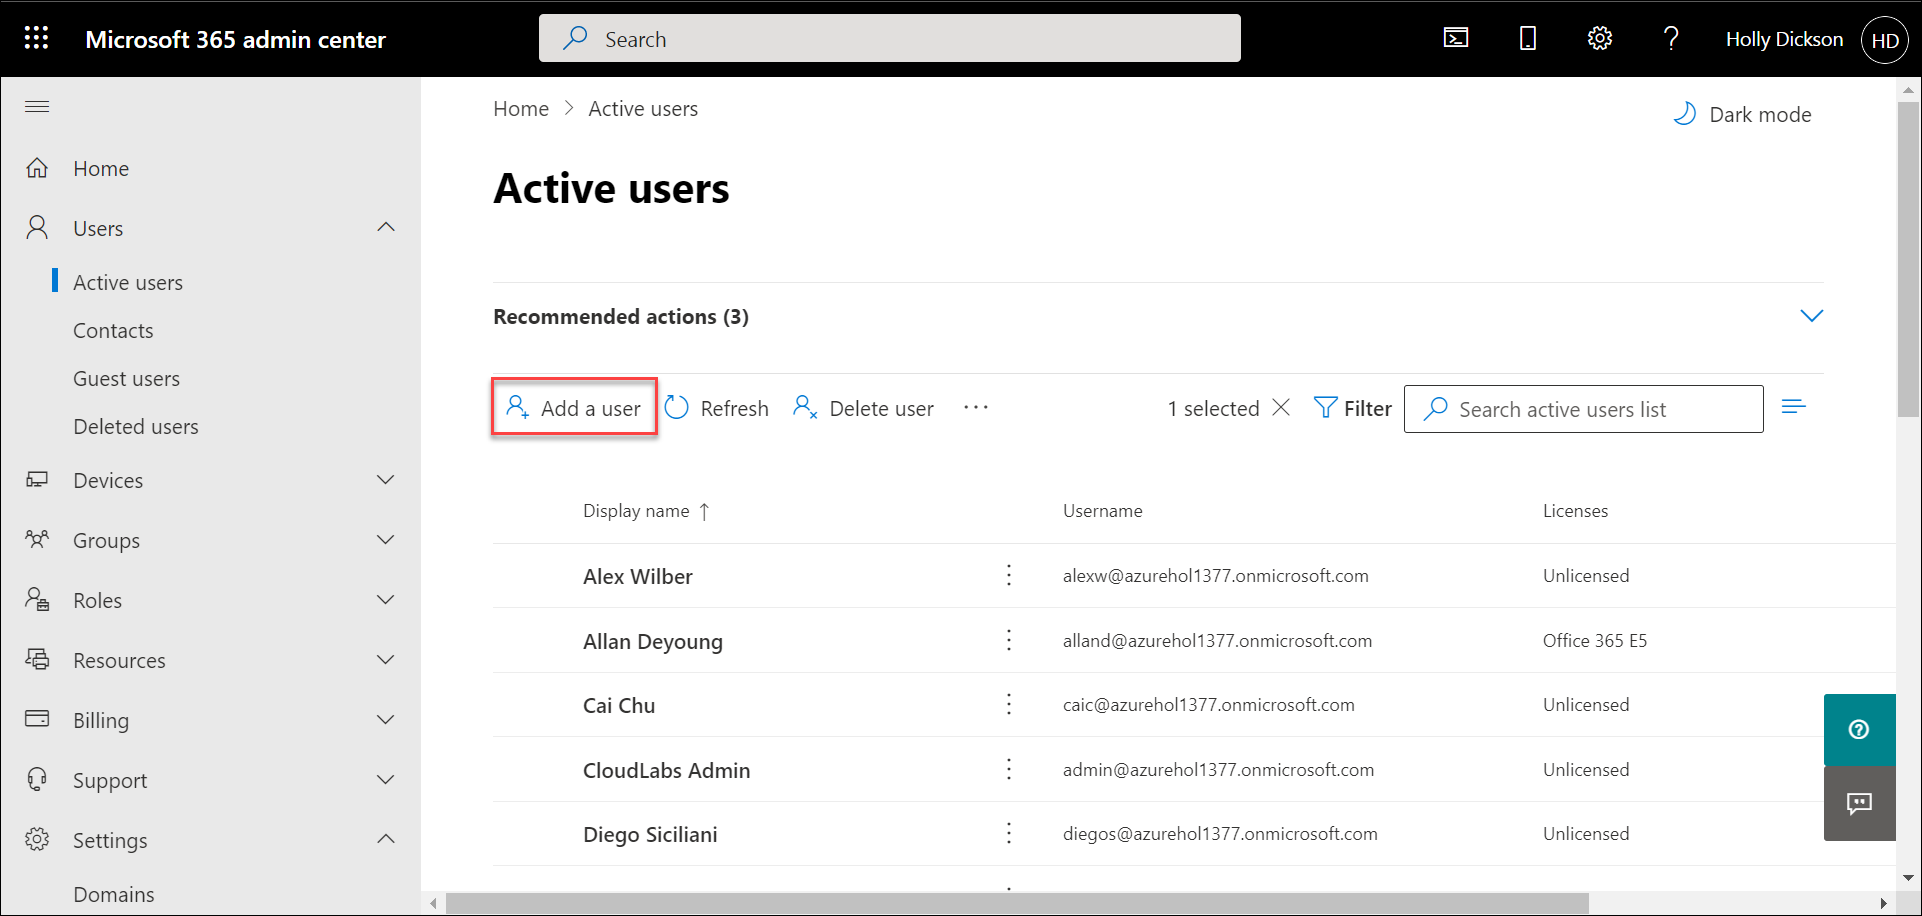 Microsoft 365 admin center
Search
Holly Dickson
HD
Home
Users
Active users
Contacts
Guest users
Deleted users
Devices
Groups
Roles
Resources
Billing
Support
Settings
Domains
Home > Active users
Dark mode
Active users
Recommended actions (3)
Add a user Refresh Delete user ··· 1 selected Filter Search active users list
Display name ↑ Username Licenses
Alex Wilber alexw@azurehol1377.onmicrosoft.com Unlicensed
Allan Deyoung alland@azurehol1377.onmicrosoft.com Office 365 E5
Cai Chu caic@azurehol1377.onmicrosoft.com Unlicensed
CloudLabs Admin admin@azurehol1377.onmicrosoft.com Unlicensed
Diego Siciliani diegos@azurehol1377.onmicrosoft.com Unlicensed